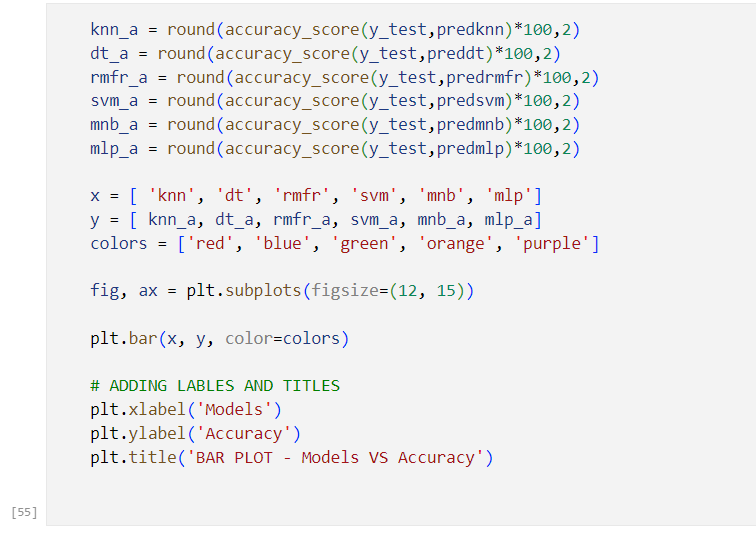 knn_a = round(accuracy_score(y_test,predknn)*100,2)
dt_a = round(accuracy_score(y_test,preddt)*100,2)
rmfr_a = round(accuracy_score(y_test,predrmfr)*100,2)
svm_a = round(accuracy_score(y_test,predsvm)*100,2)
mnb_a = round(accuracy_score(y_test,predmnb)*100,2)
mlp_a = round(accuracy_score(y_test,predmlp)*100,2)
x = [ 'knn', 'dt', 'rmfr', 'svm', 'mnb', 'mlp']
y = [ knn_a, dt_a, rmfr_a, svm_a, mnb_a, mlp_a]
colors = ['red', 'blue', 'green', 'orange', 'purple']
fig, ax = plt.subplots(figsize=(12, 15))
plt.bar(x, y, color=colors)
# ADDING LABLES AND TITLES
plt.xlabel('Models')
plt.ylabel('Accuracy')
plt.title('BAR PLOT - Models VS Accuracy')
[55]